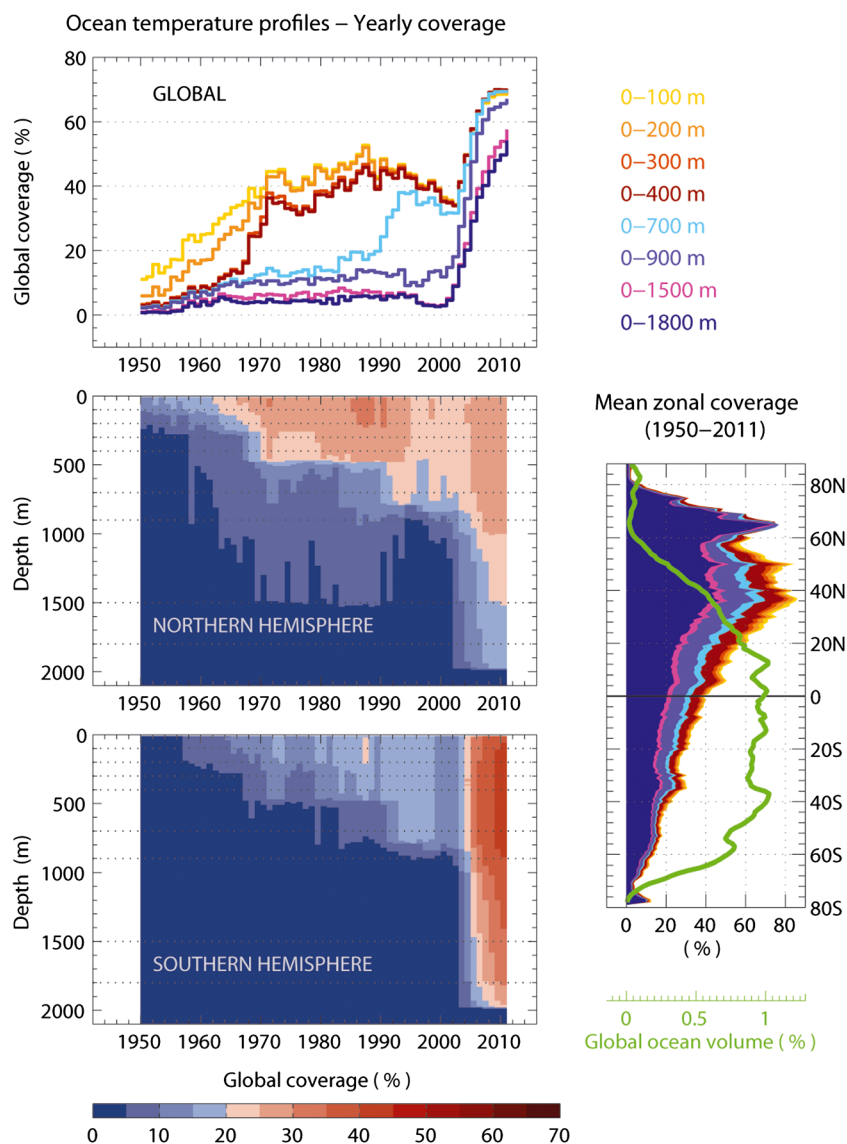 Ocean temperature profiles – Yearly coverage
80
60
40
20
0
Global coverage ( % )
GLOBAL
1950 1960 1970 1980 1990 2000 2010
0–100 m
0–200 m
0–300 m
0–400 m
0–700 m
0–900 m
0–1500 m
0–1800 m
0
500
1000
1500
2000
Depth (m)
NORTHERN HEMISPHERE
1950 1960 1970 1980 1990 2000 2010
0
500
1000
1500
2000
Depth (m)
SOUTHERN HEMISPHERE
1950 1960 1970 1980 1990 2000 2010
Global coverage ( % )
0 10 20 30 40 50 60 70
Mean zonal coverage
(1950–2011)
80N
60N
40N
20N
0
20S
40S
60S
80S
0 20 40 60 80
( % )
0 0.5 1
Global ocean volume ( % )